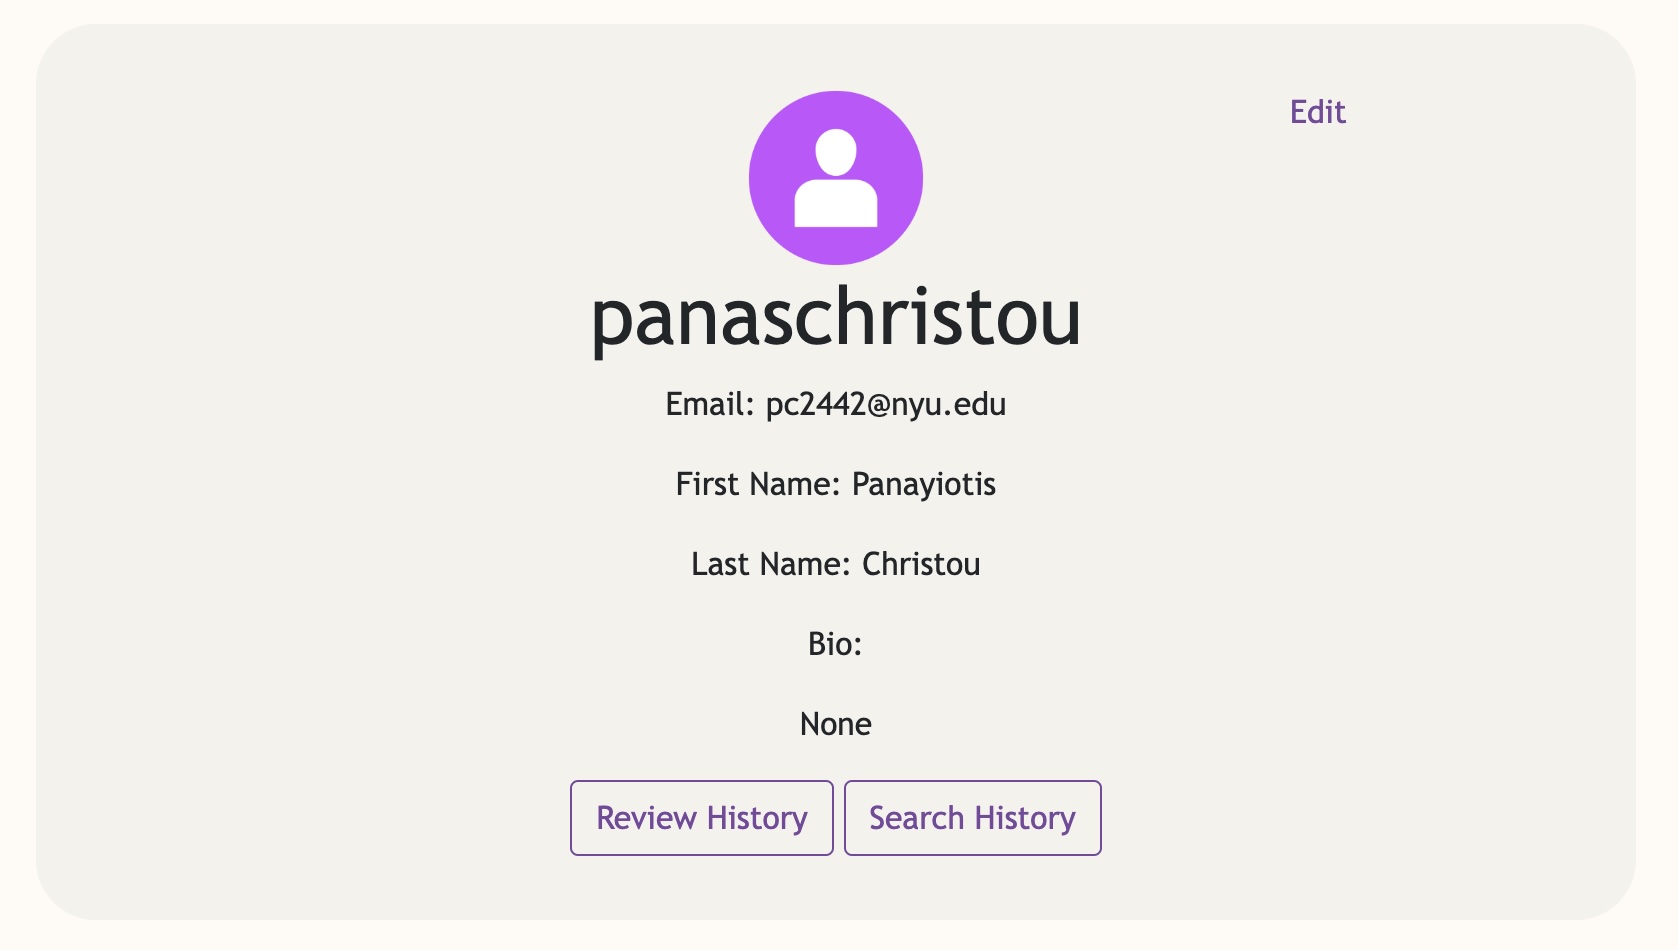 Edit
panaschristou
Email: pc2442@nyu.edu
First Name: Panayiotis
Last Name: Christou
Bio:
None
Review History
Search History